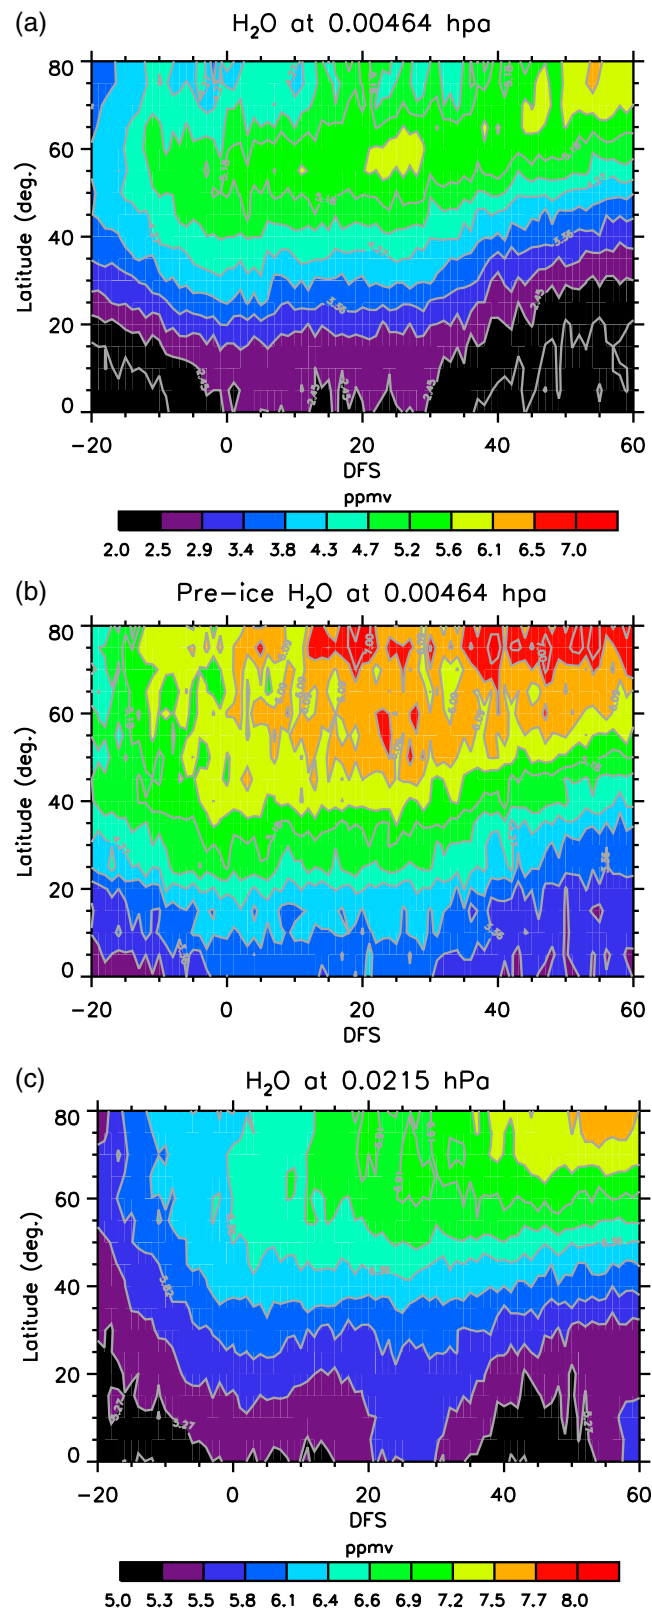 (a)
H₂O at 0.00464 hpa
Latitude (deg.)
80
60
40
20
0
-20 0 20 40 60
DFS
ppmv
2.0 2.5 2.9 3.4 3.8 4.3 4.7 5.2 5.6 6.1 6.5 7.0
(b)
Pre-ice H₂O at 0.00464 hpa
Latitude (deg.)
80
60
40
20
0
-20 0 20 40 60
DFS
(c)
H₂O at 0.0215 hPa
Latitude (deg.)
80
60
40
20
0
5.27
-20 0 20 40 60
DFS
ppmv
5.0 5.3 5.5 5.8 6.1 6.4 6.6 6.9 7.2 7.5 7.7 8.0